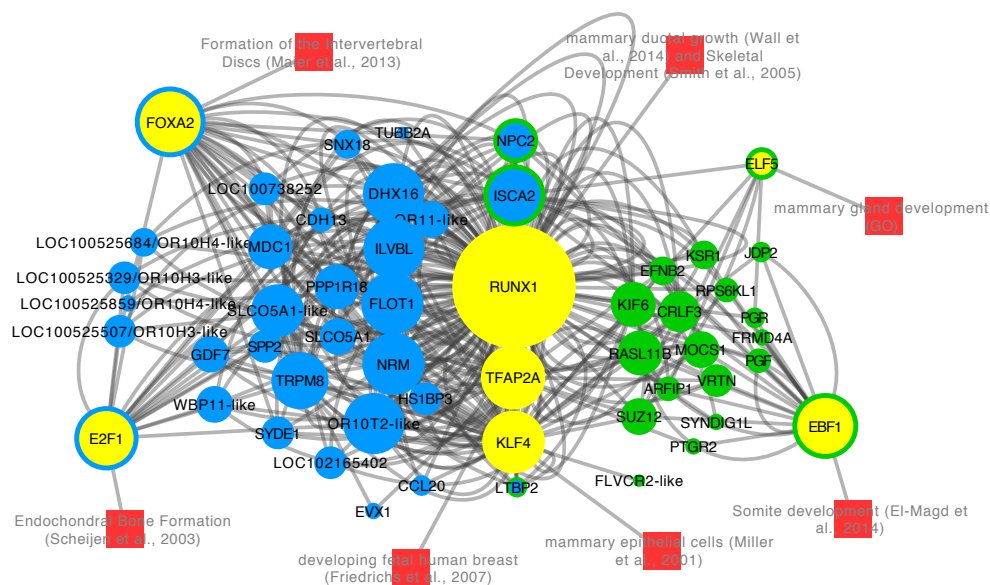 Formation of the Intervertebral
Discs (Maier et al., 2013)
mammary ductal growth (Wall et
al., 2014) and Skeletal
Development (Smith et al., 2005)
FOXA2
TUBB2A
SNX18
NPC2
ELF5
LOC100738252
DHX16
ISCA2
mammary gland development
(GO)
CDH13
OR11-like
LOC100525684/OR10H4-like
MDC1
ILVBL
KSR1
JDP2
EFNB2
LOC100525329/OR10H3-like
PPP1R18
RUNX1
RPS6KL1
LOC100525859/OR10H4-like
SLCO5A1-like
FLOT1
KIF6
CRLF3
PGR
LOC100525507/OR10H3-like
SLCO5A1
FRMD4A
SPP2
GDF7
RASL11B
MOCS1
PGF
NRM
TRPM8
TFAP2A
VRTN
ARFIP1
WBP11-like
HS1BP3
SUZ12
SYNDIG1L
OR10T2-like
EBF1
E2F1
SYDE1
KLF4
PTGR2
LOC102165402
CCL20
LTBP2
FLVCR2-like
EVX1
Endochondral Bone Formation
(Scheijen et al., 2003)
Somite development (El-Magd et
al., 2014)
developing fetal human breast
(Friedrichs et al., 2007)
mammary epithelial cells (Miller
et al., 2001)